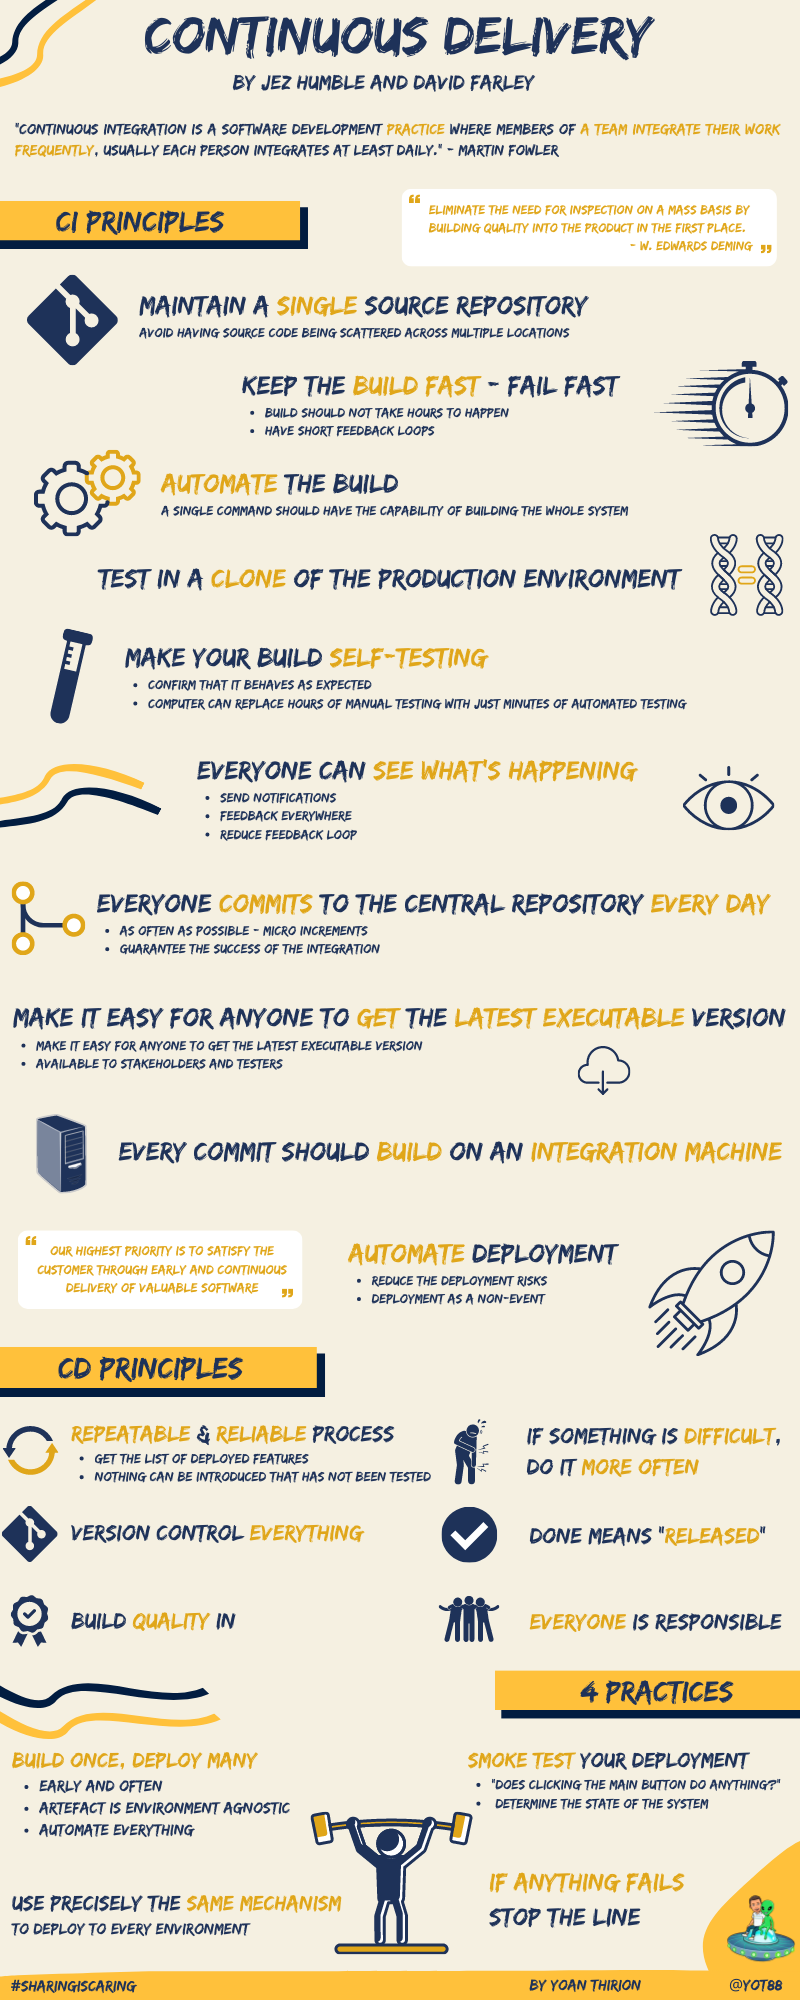 CONTINUOUS DELIVERY
BY JEZ HUMBLE AND DAVID FARLEY
"CONTINUOUS INTEGRATION IS A SOFTWARE DEVELOPMENT PRACTICE WHERE MEMBERS OF A TEAM INTEGRATE THEIR WORK
FREQUENTLY, USUALLY EACH PERSON INTEGRATES AT LEAST DAILY." - MARTIN FOWLER
CI PRINCIPLES
“ ELIMINATE THE NEED FOR INSPECTION ON A MASS BASIS BY
BUILDING QUALITY INTO THE PRODUCT IN THE FIRST PLACE.
- W. EDWARDS DEMING ”
MAINTAIN A SINGLE SOURCE REPOSITORY
AVOID HAVING SOURCE CODE BEING SCATTERED ACROSS MULTIPLE LOCATIONS
KEEP THE BUILD FAST - FAIL FAST
• BUILD SHOULD NOT TAKE HOURS TO HAPPEN
• HAVE SHORT FEEDBACK LOOPS
AUTOMATE THE BUILD
A SINGLE COMMAND SHOULD HAVE THE CAPABILITY OF BUILDING THE WHOLE SYSTEM
TEST IN A CLONE OF THE PRODUCTION ENVIRONMENT
MAKE YOUR BUILD SELF-TESTING
• CONFIRM THAT IT BEHAVES AS EXPECTED
• COMPUTER CAN REPLACE HOURS OF MANUAL TESTING WITH JUST MINUTES OF AUTOMATED TESTING
EVERYONE CAN SEE WHAT'S HAPPENING
• SEND NOTIFICATIONS
• FEEDBACK EVERYWHERE
• REDUCE FEEDBACK LOOP
EVERYONE COMMITS TO THE CENTRAL REPOSITORY EVERY DAY
• AS OFTEN AS POSSIBLE - MICRO INCREMENTS
• GUARANTEE THE SUCCESS OF THE INTEGRATION
MAKE IT EASY FOR ANYONE TO GET THE LATEST EXECUTABLE VERSION
• MAKE IT EASY FOR ANYONE TO GET THE LATEST EXECUTABLE VERSION
• AVAILABLE TO STAKEHOLDERS AND TESTERS
EVERY COMMIT SHOULD BUILD ON AN INTEGRATION MACHINE
“ OUR HIGHEST PRIORITY IS TO SATISFY THE
CUSTOMER THROUGH EARLY AND CONTINUOUS
DELIVERY OF VALUABLE SOFTWARE ”
AUTOMATE DEPLOYMENT
• REDUCE THE DEPLOYMENT RISKS
• DEPLOYMENT AS A NON-EVENT
CD PRINCIPLES
REPEATABLE & RELIABLE PROCESS
• GET THE LIST OF DEPLOYED FEATURES
• NOTHING CAN BE INTRODUCED THAT HAS NOT BEEN TESTED
IF SOMETHING IS DIFFICULT,
DO IT MORE OFTEN
VERSION CONTROL EVERYTHING
DONE MEANS "RELEASED"
BUILD QUALITY IN
EVERYONE IS RESPONSIBLE
4 PRACTICES
BUILD ONCE, DEPLOY MANY
• EARLY AND OFTEN
• ARTEFACT IS ENVIRONMENT AGNOSTIC
• AUTOMATE EVERYTHING
SMOKE TEST YOUR DEPLOYMENT
• "DOES CLICKING THE MAIN BUTTON DO ANYTHING?"
• DETERMINE THE STATE OF THE SYSTEM
USE PRECISELY THE SAME MECHANISM
TO DEPLOY TO EVERY ENVIRONMENT
IF ANYTHING FAILS
STOP THE LINE
#SHARINGISCARING
BY YOAN THIRION
@YOT88